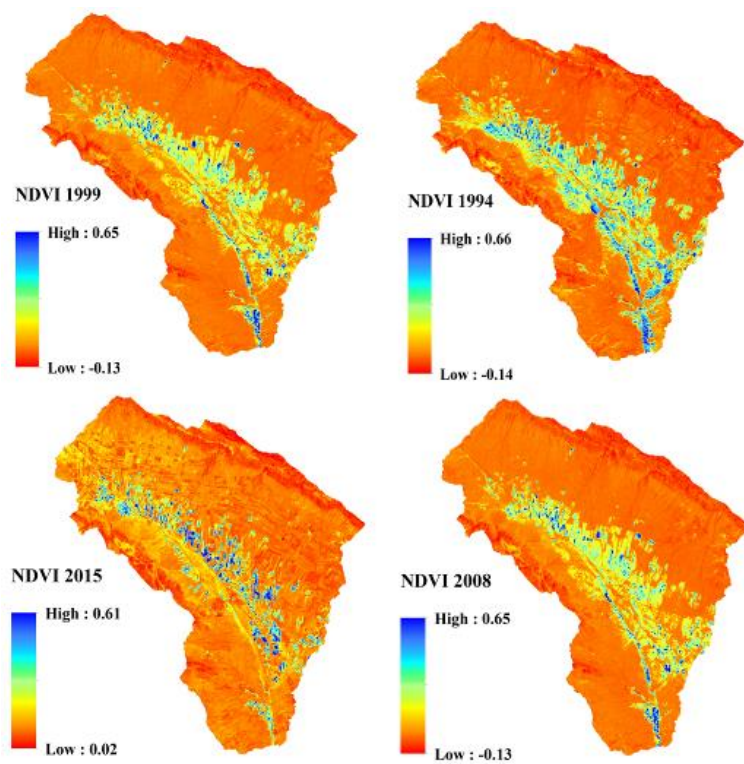 NDVI 1999
High : 0.65
Low : -0.13
NDVI 1994
High : 0.66
Low : -0.14
NDVI 2015
High : 0.61
Low : 0.02
NDVI 2008
High : 0.65
Low : -0.13